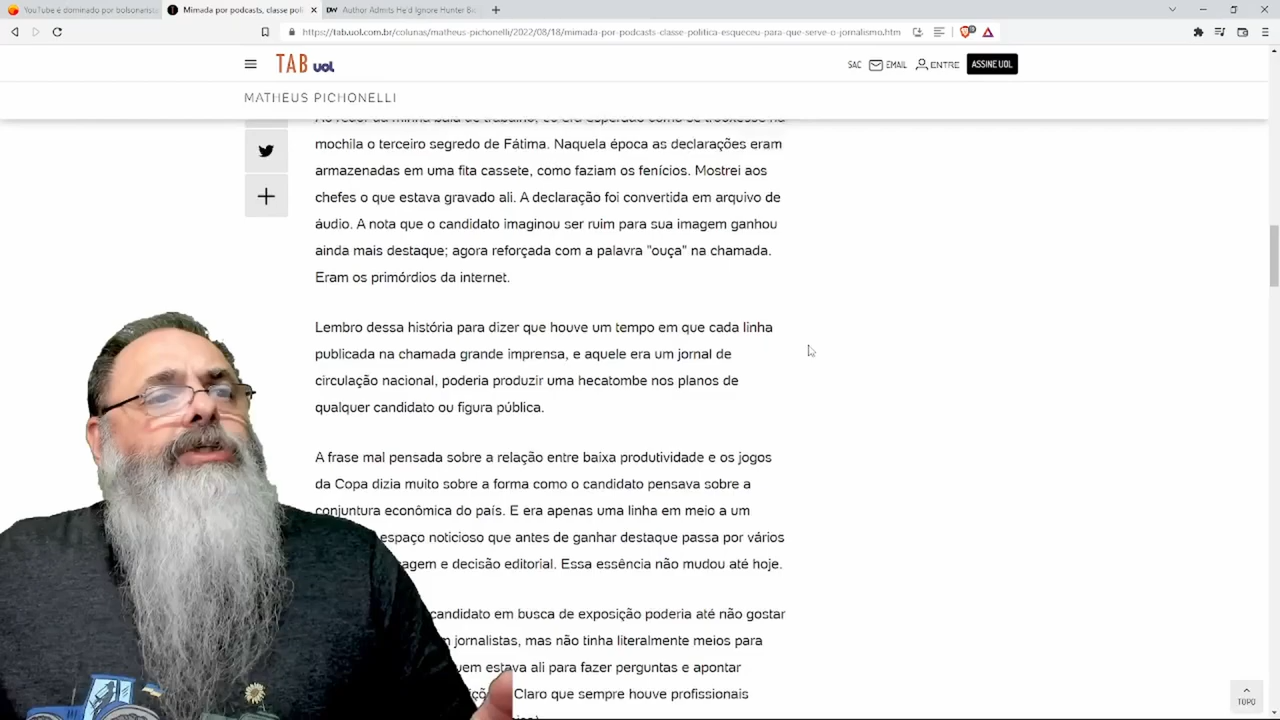 YouTube é dominado por bolsonarista
Mimada por podcasts, classe polí
DW Author Admits He'd Ignore Hunter B
https://tab.uol.com.br/colunas/matheus-pichonelli/2022/08/18/mimada-por-podcasts-classe-politica-esqueceu-para-que-serve-o-jornalismo.htm
TAB uol
SAC EMAIL ENTRE ASSINE UOL
MATHEUS PICHONELLI
mochila o terceiro segredo de Fátima. Naquela época as declarações eram
armazenadas em uma fita cassete, como faziam os fenícios. Mostrei aos
chefes o que estava gravado ali. A declaração foi convertida em arquivo de
áudio. A nota que o candidato imaginou ser ruim para sua imagem ganhou
ainda mais destaque; agora reforçada com a palavra "ouça" na chamada.
Eram os primórdios da internet.
Lembro dessa história para dizer que houve um tempo em que cada linha
publicada na chamada grande imprensa, e aquele era um jornal de
circulação nacional, poderia produzir uma hecatombe nos planos de
qualquer candidato ou figura pública.
A frase mal pensada sobre a relação entre baixa produtividade e os jogos
da Copa dizia muito sobre a forma como o candidato pensava sobre a
conjuntura econômica do país. E era apenas uma linha em meio a um
espaço noticioso que antes de ganhar destaque passa por vários
agem e decisão editorial. Essa essência não mudou até hoje.
candidato em busca de exposição poderia até não gostar
jornalistas, mas não tinha literalmente meios para
uem estava ali para fazer perguntas e apontar
Claro que sempre houve profissionais
TOPO